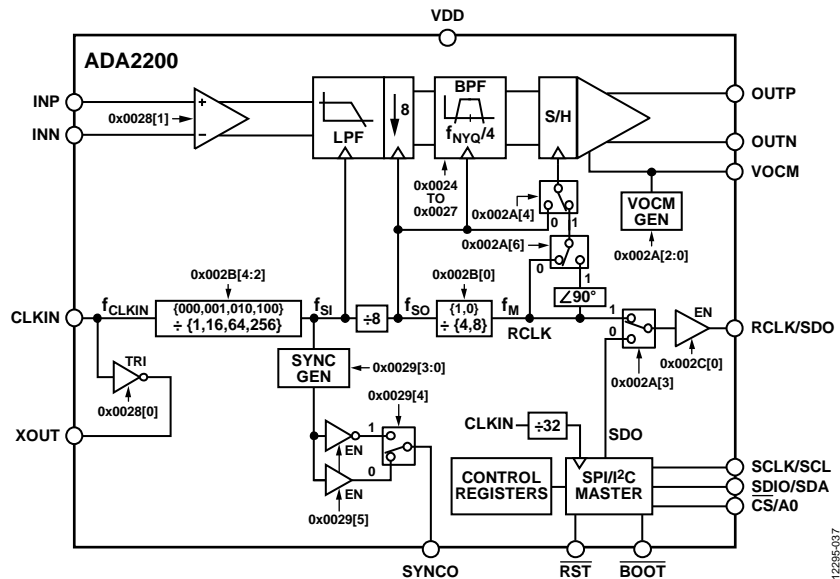 VDD
ADA2200
INP
INN
0x0028[1]
+
–
LPF
8
BPF
fNYQ/4
S/H
OUTP
OUTN
VOCM
0x0024
TO
0x0027
0x002A[4]
0
1
VOCM
GEN
0x002A[2:0]
0x002A[6]
0
1
∠90°
0x002B[4:2]
0x002B[0]
CLKIN
fCLKIN
{000,001,010,100}
÷ {1,16,64,256}
fSI
÷8
fSO
{1,0}
÷ {4,8}
fM
RCLK
1
0
EN
RCLK/SDO
0x002C[0]
0x002A[3]
TRI
0x0028[0]
SYNC
GEN
0x0029[3:0]
0x0029[4]
XOUT
1
EN
0
EN
0x0029[5]
CLKIN
÷32
SDO
CONTROL
REGISTERS
SPI/I2C
MASTER
SCLK/SCL
SDIO/SDA
CS/A0
SYNCO
RST
BOOT
12295-037